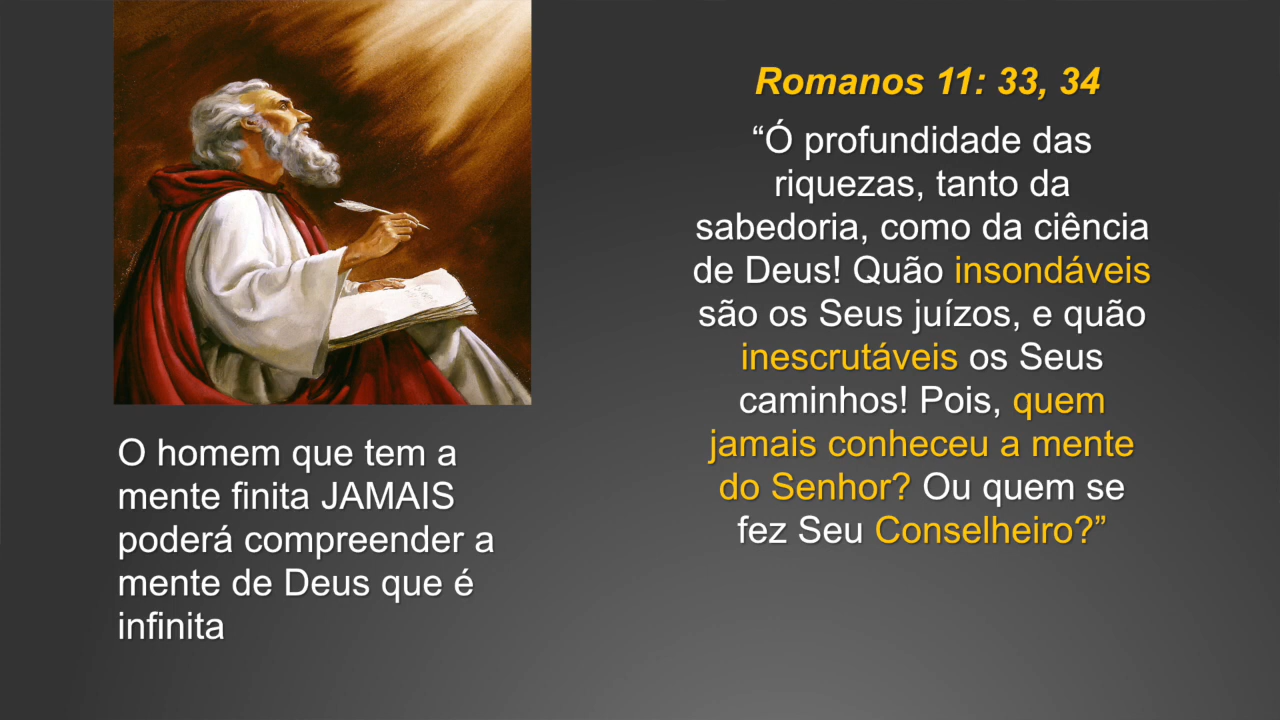 Romanos 11: 33, 34
“Ó profundidade das
riquezas, tanto da
sabedoria, como da ciência
de Deus! Quão insondáveis
são os Seus juízos, e quão
inescrutáveis os Seus
caminhos! Pois, quem
jamais conheceu a mente
do Senhor? Ou quem se
fez Seu Conselheiro?”
O homem que tem a
mente finita JAMAIS
poderá compreender a
mente de Deus que é
infinita